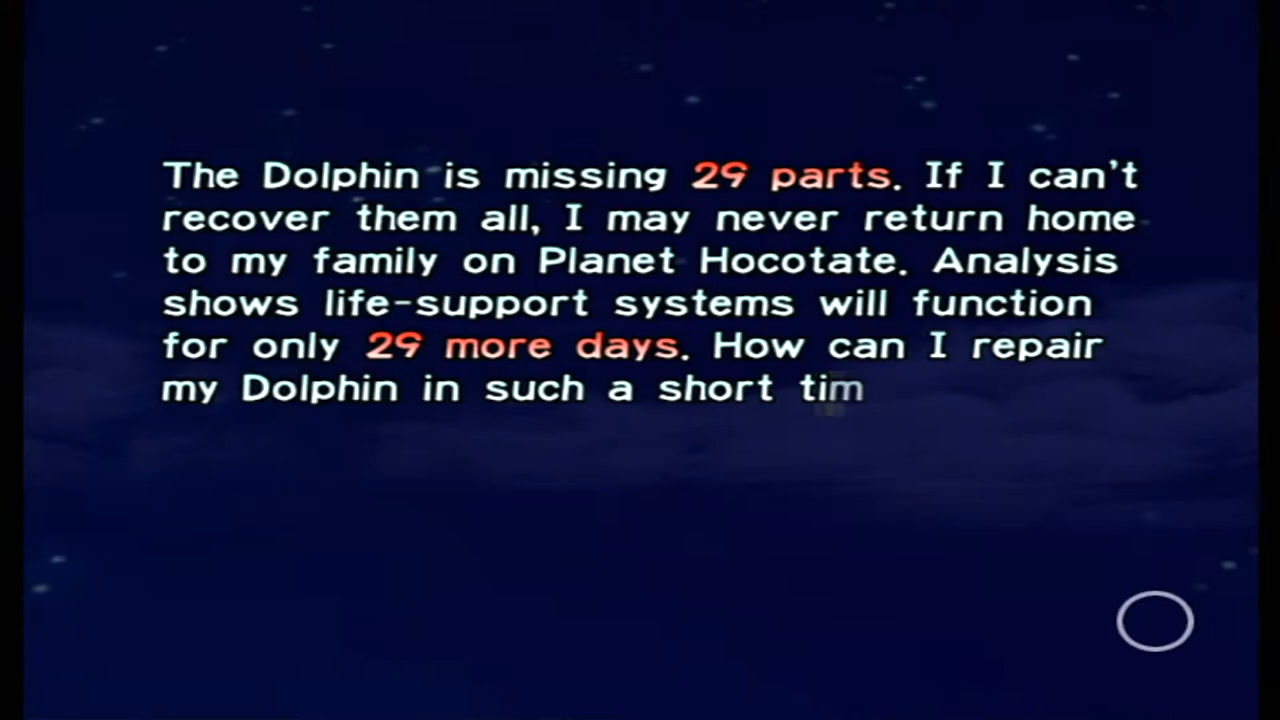 The Dolphin is missing 29 parts. If I can't
recover them all, I may never return home
to my family on Planet Hocotate. Analysis
shows life-support systems will function
for only 29 more days. How can I repair
my Dolphin in such a short tim